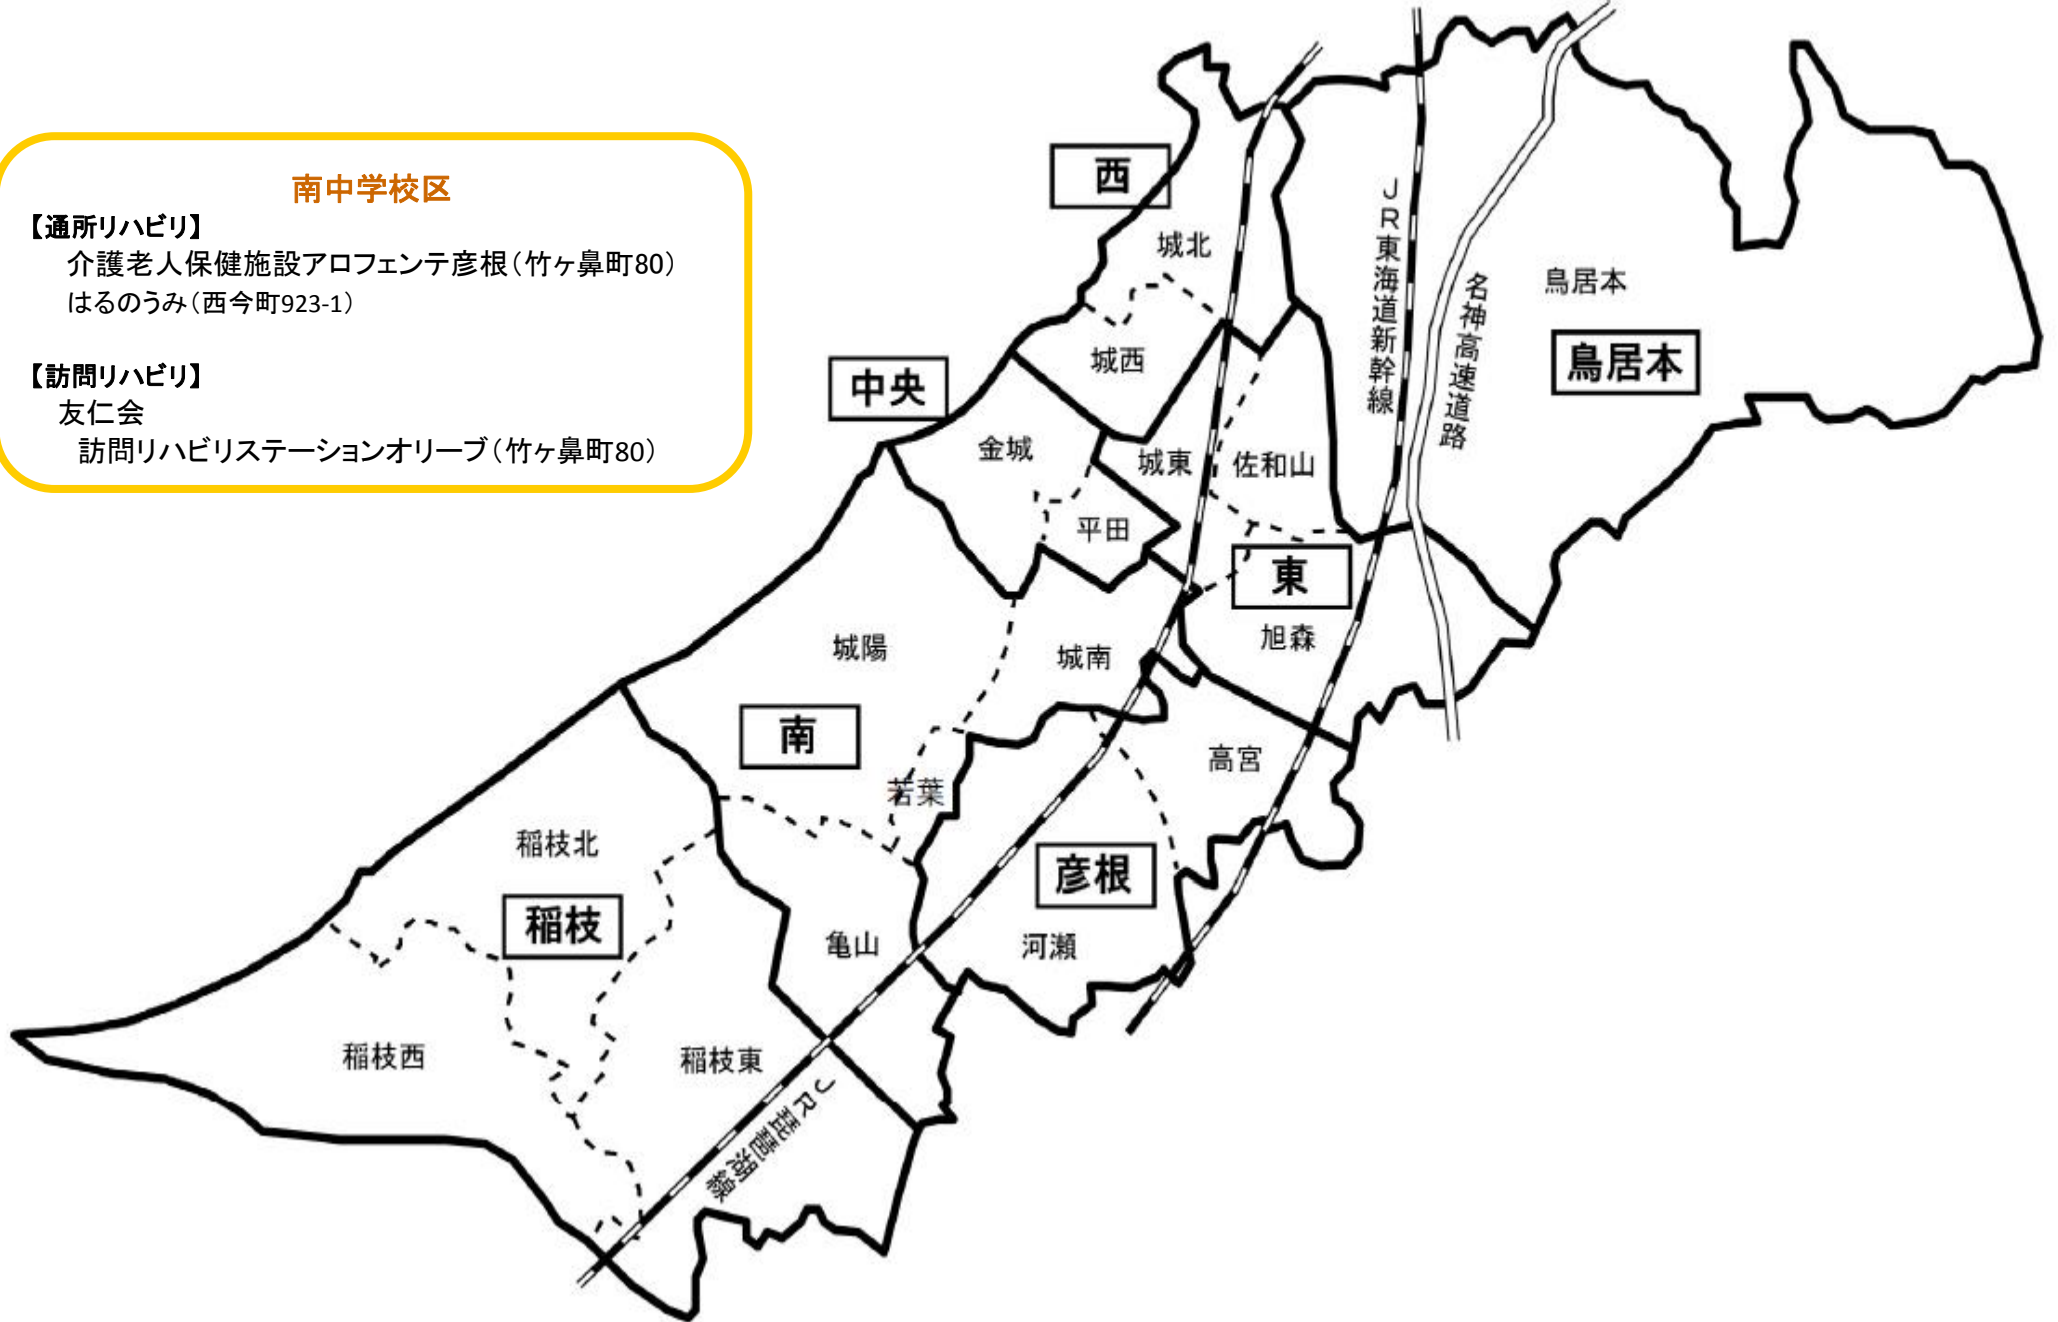 南中学校区
【通所リハビリ】
介護老人保健施設アロフェンテ彦根（竹ヶ鼻町80）
はるのうみ（西今町923-1）
【訪問リハビリ】
友仁会
訪問リハビリステーションオリーブ（竹ヶ鼻町80）
西
城北
城西
中央
金城
平田
城東
佐和山
東
旭森
JR東海道新幹線
名神高速道路
鳥居本
鳥居本
城陽
城南
南
若葉
高宮
彦根
河瀬
亀山
稲枝北
稲枝
稲枝西
稲枝東
JR琵琶湖線